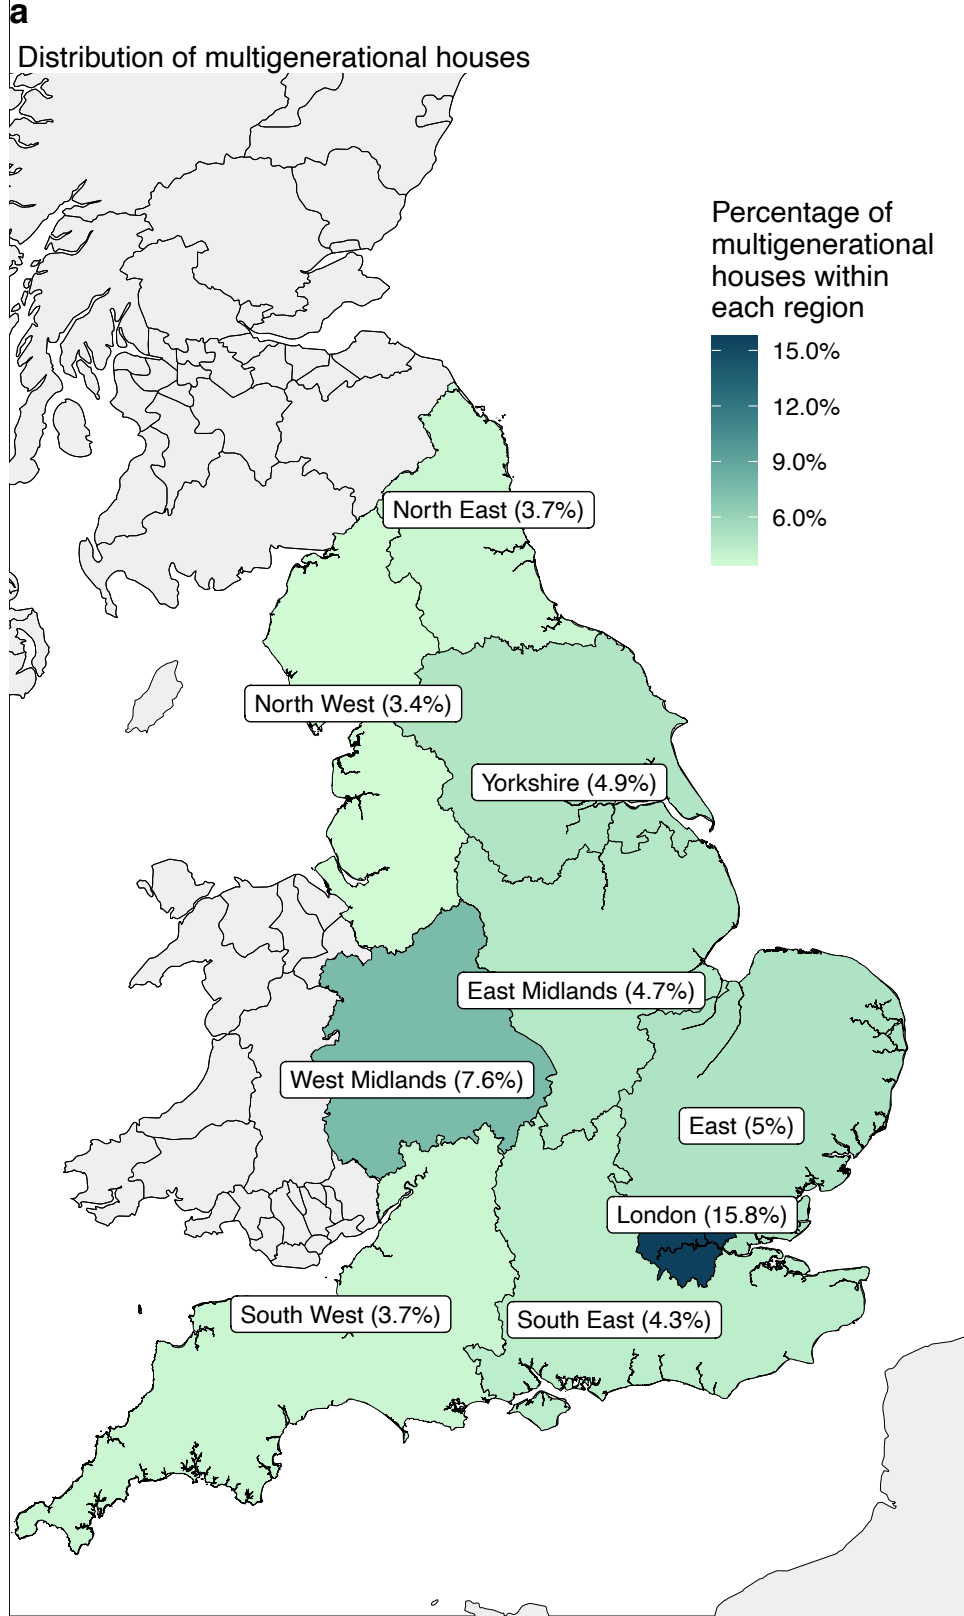 a
Distribution of multigenerational houses
Percentage of
multigenerational
houses within
each region
15.0%
12.0%
9.0%
6.0%
North East (3.7%)
North West (3.4%)
Yorkshire (4.9%)
East Midlands (4.7%)
West Midlands (7.6%)
East (5%)
London (15.8%)
South West (3.7%)
South East (4.3%)